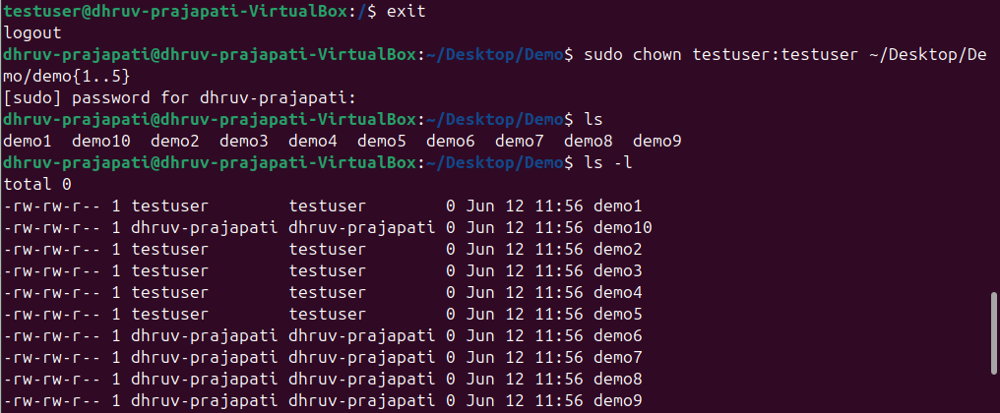 testuser@dhruv-prajapati-VirtualBox:/$ exit
logout
dhruv-prajapati@dhruv-prajapati-VirtualBox:~/Desktop/Demo$ sudo chown testuser:testuser ~/Desktop/De
mo/demo{1..5}
[sudo] password for dhruv-prajapati:
dhruv-prajapati@dhruv-prajapati-VirtualBox:~/Desktop/Demo$ ls
demo1  demo10  demo2  demo3  demo4  demo5  demo6  demo7  demo8  demo9
dhruv-prajapati@dhruv-prajapati-VirtualBox:~/Desktop/Demo$ ls -l
total 0
-rw-rw-r-- 1 testuser        testuser        0 Jun 12 11:56 demo1
-rw-rw-r-- 1 dhruv-prajapati dhruv-prajapati 0 Jun 12 11:56 demo10
-rw-rw-r-- 1 testuser        testuser        0 Jun 12 11:56 demo2
-rw-rw-r-- 1 testuser        testuser        0 Jun 12 11:56 demo3
-rw-rw-r-- 1 testuser        testuser        0 Jun 12 11:56 demo4
-rw-rw-r-- 1 testuser        testuser        0 Jun 12 11:56 demo5
-rw-rw-r-- 1 dhruv-prajapati dhruv-prajapati 0 Jun 12 11:56 demo6
-rw-rw-r-- 1 dhruv-prajapati dhruv-prajapati 0 Jun 12 11:56 demo7
-rw-rw-r-- 1 dhruv-prajapati dhruv-prajapati 0 Jun 12 11:56 demo8
-rw-rw-r-- 1 dhruv-prajapati dhruv-prajapati 0 Jun 12 11:56 demo9